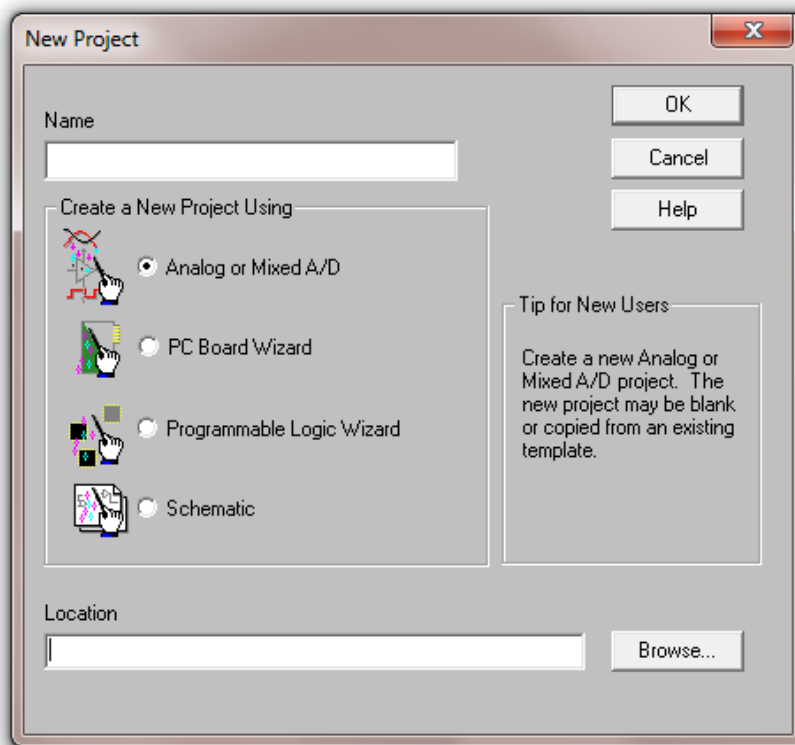 New Project
OK
Name
Cancel
Help
Create a New Project Using
Analog or Mixed A/D
PC Board Wizard
Programmable Logic Wizard
Schematic
Tip for New Users
Create a new Analog or
Mixed A/D project.  The
new project may be blank
or copied from an existing
template.
Location
Browse...